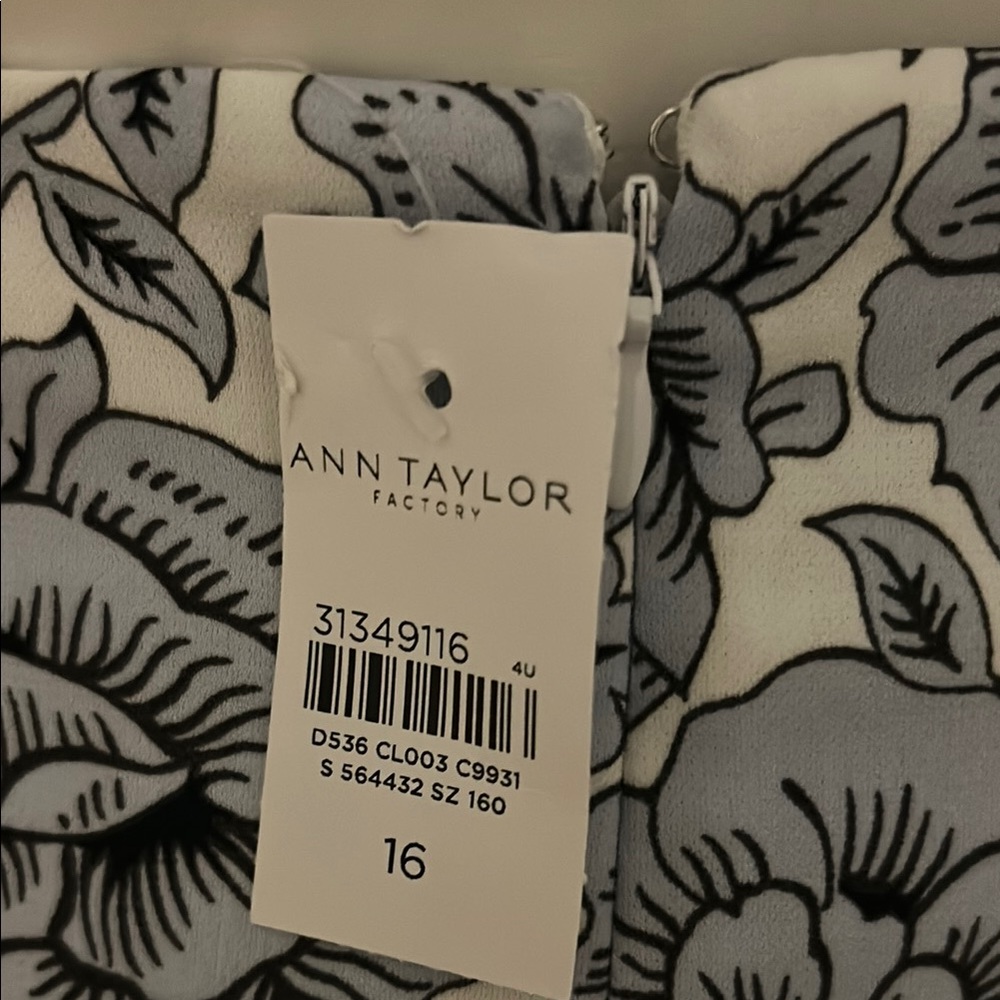 ANN TAYLOR
FACTORY
31349116
4U
D536 CL003 C9931
S 564432 SZ 160
16